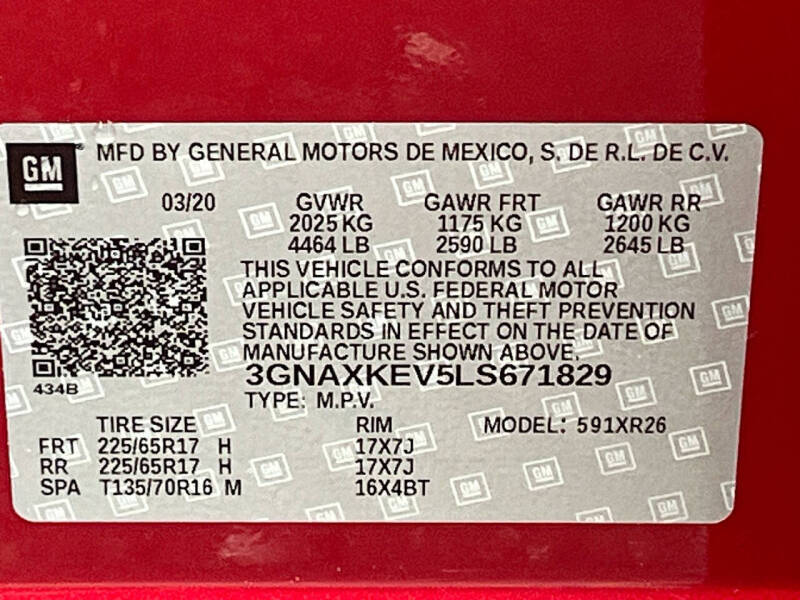 GM MFD BY GENERAL MOTORS DE MEXICO, S. DE R.L. DE C.V.
03/20 GVWR GAWR FRT GAWR RR
2025 KG 1175 KG 1200 KG
4464 LB 2590 LB 2645 LB
THIS VEHICLE CONFORMS TO ALL
APPLICABLE U.S. FEDERAL MOTOR
VEHICLE SAFETY AND THEFT PREVENTION
STANDARDS IN EFFECT ON THE DATE OF
MANUFACTURE SHOWN ABOVE.
434B
3GNAXKEV5LS671829
TYPE: M.P.V.
TIRE SIZE RIM MODEL: 591XR26
FRT 225/65R17 H 17X7J
RR 225/65R17 H 17X7J
SPA T135/70R16 M 16X4BT